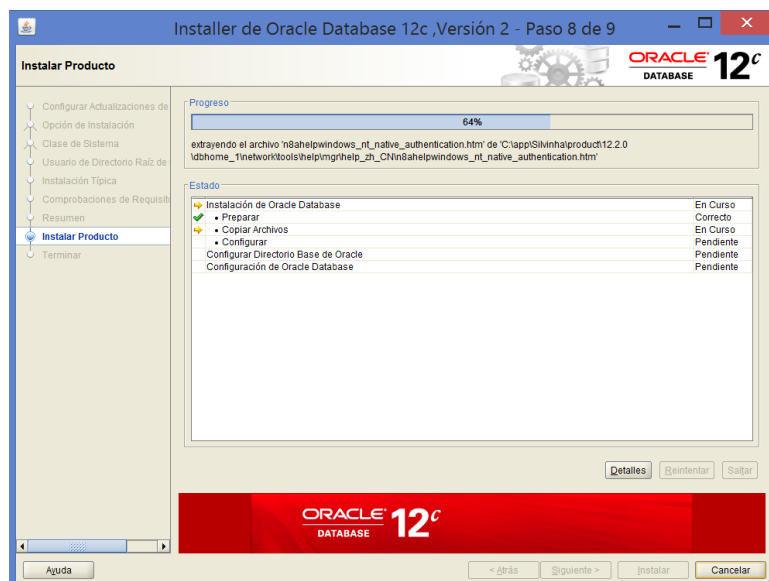 Installer de Oracle Database 12c ,Versión 2 - Paso 8 de 9
Instalar Producto
ORACLE
DATABASE
12c
Configurar Actualizaciones de
Opción de Instalación
Clase de Sistema
Usuario de Directorio Raíz de
Instalación Típica
Comprobaciones de Requisit
Resumen
Instalar Producto
Terminar
Progreso
64%
extrayendo el archivo 'n8ahelpwindows_nt_native_authentication.htm' de 'C:\app\Silvinha\product\12.2.0
\dbhome_1\network\tools\help\mgr\help_zh_CN\n8ahelpwindows_nt_native_authentication.htm'
Estado
Instalación de Oracle Database En Curso
• Preparar Correcto
• Copiar Archivos En Curso
• Configurar Pendiente
Configurar Directorio Base de Oracle Pendiente
Configuración de Oracle Database Pendiente
Detalles Reintentar Saltar
ORACLE
DATABASE
12c
Ayuda < Atrás Siguiente > Instalar Cancelar